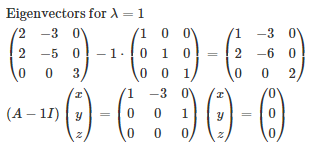 Eigenvectors for λ = 1
(2 −3 0; 2 −5 0; 0 0 3) − 1 · (1 0 0; 0 1 0; 0 0 1) = (1 −3 0; 2 −6 0; 0 0 2)
(A − 1I) (x; y; z) = (1 −3 0; 0 0 1; 0 0 0) (x; y; z) = (0; 0; 0)